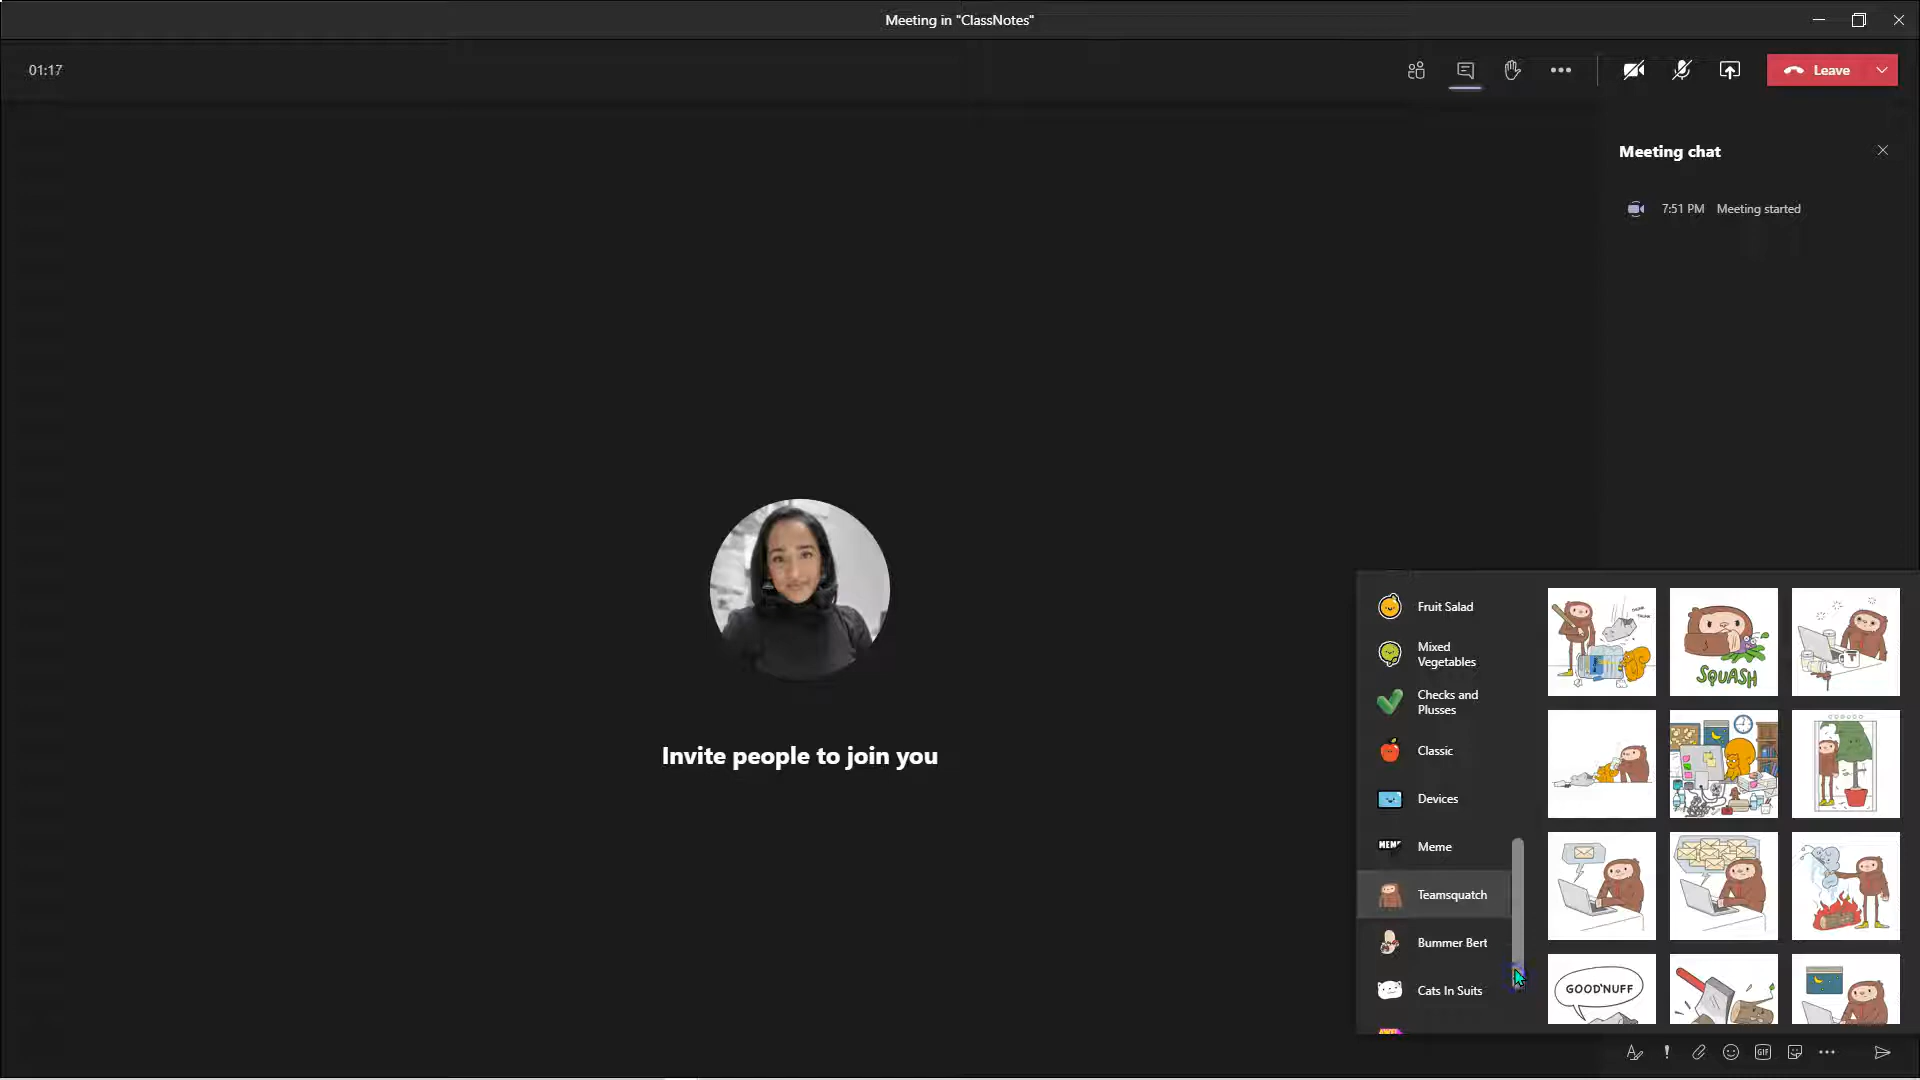 Meeting in "ClassNotes"
01:17
Leave
Meeting chat
7:51 PM Meeting started
Invite people to join you
Fruit Salad
Mixed
Vegetables
Checks and
Plusses
Classic
Devices
MEME
Meme
Teamsquatch
Bummer Bert
Cats In Suits
SQUASH
GOOD'NUFF
GIF